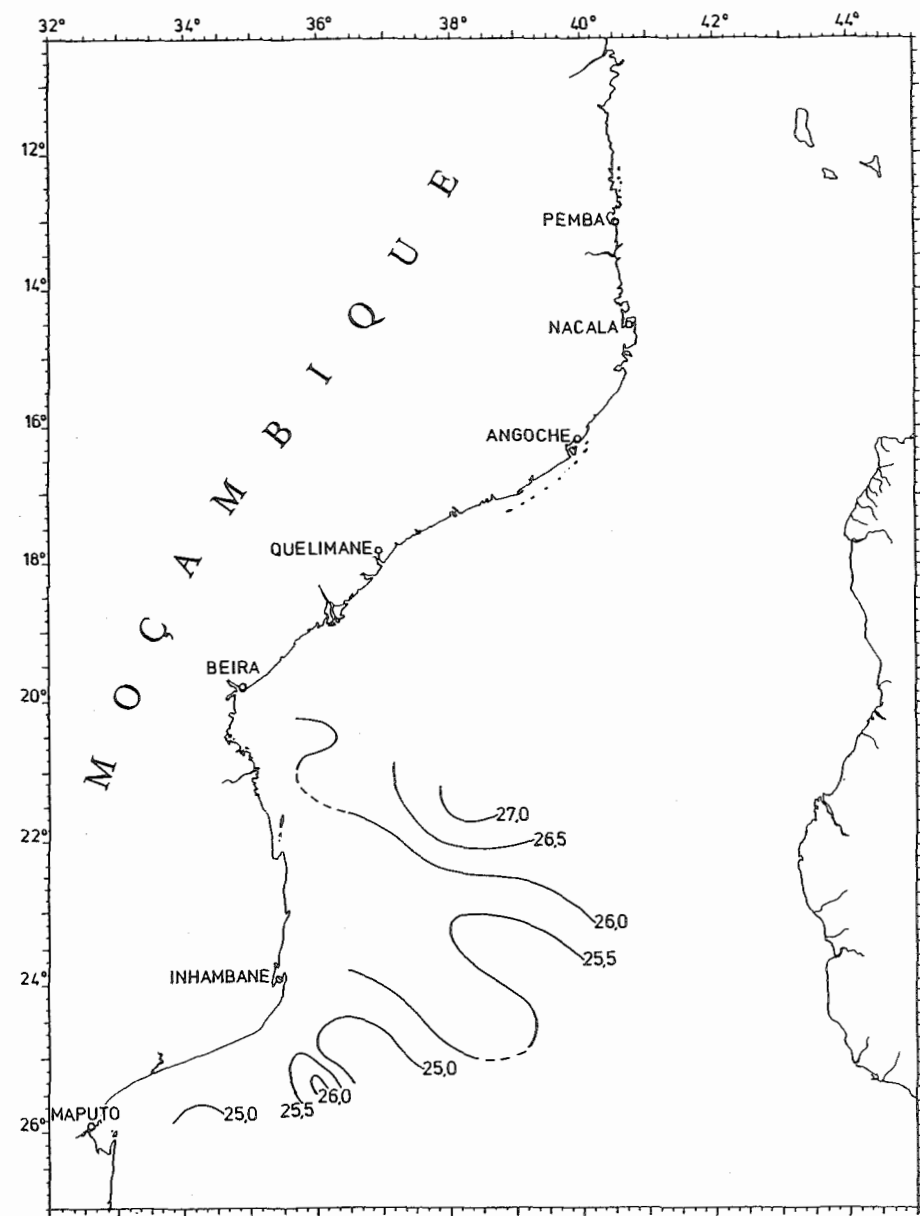 32° 34° 36° 38° 40° 42° 44°
12°
PEMBA
14°
NACALA
16°
ANGOCHE
MOÇAMBIQUE
QUELIMANE
18°
BEIRA
20°
27,0
26,5
22°
26,0
25,5
INHAMBANE
24°
25,0
26,0
25,5
25,0
MAPUTO
26°